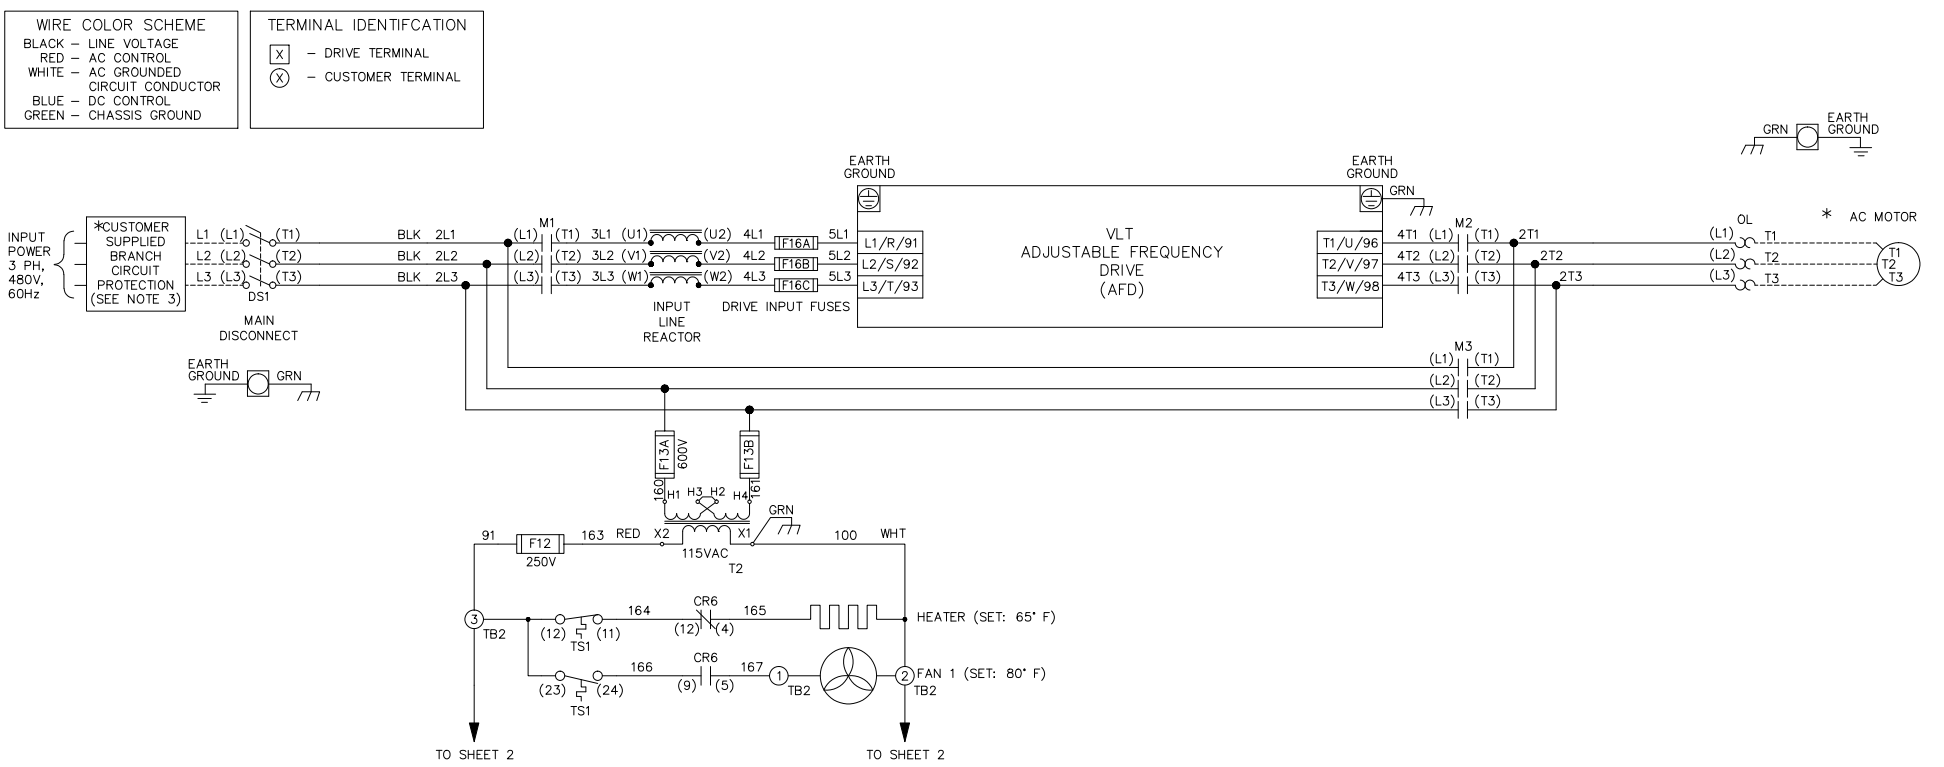 WIRE COLOR SCHEME
BLACK – LINE VOLTAGE
RED – AC CONTROL
WHITE – AC GROUNDED
CIRCUIT CONDUCTOR
BLUE – DC CONTROL
GREEN – CHASSIS GROUND
TERMINAL IDENTIFCATION
X – DRIVE TERMINAL
X – CUSTOMER TERMINAL
GRN
EARTH
GROUND
EARTH
GROUND
EARTH
GROUND
GRN
INPUT
POWER
3 PH,
480V,
60Hz
*CUSTOMER
SUPPLIED
BRANCH
CIRCUIT
PROTECTION
(SEE NOTE 3)
L1 (L1) (T1) BLK 2L1 (L1) M1 (T1) 3L1 (U1) (U2) 4L1 F16A 5L1 L1/R/91
L2 (L2) (T2) BLK 2L2 (L2) (T2) 3L2 (V1) (V2) 4L2 F16B 5L2 L2/S/92
L3 (L3) (T3) BLK 2L3 (L3) (T3) 3L3 (W1) (W2) 4L3 F16C 5L3 L3/T/93
DS1
MAIN
DISCONNECT
INPUT
LINE
REACTOR
DRIVE INPUT FUSES
VLT
ADJUSTABLE FREQUENCY
DRIVE
(AFD)
T1/U/96 4T1 (L1) M2 (T1) 2T1 (L1) OL T1
T2/V/97 4T2 (L2) (T2) 2T2 (L2) T2
T3/W/98 4T3 (L3) (T3) 2T3 (L3) T3
* AC MOTOR
T1
T2
T3
EARTH
GROUND
GRN
M3
(L1) (T1)
(L2) (T2)
(L3) (T3)
F13A
600V
F13B
160
161
H1 H3 H2 H4
GRN
91 F12 163 RED X2 X1 100 WHT
250V
115VAC
T2
3
TB2
(12) (11)
TS1
164
CR6
(12) (4)
165
HEATER (SET: 65° F)
(23) (24)
TS1
166
CR6
(9) (5)
167
1
TB2
2
TB2
FAN 1 (SET: 80° F)
TO SHEET 2
TO SHEET 2